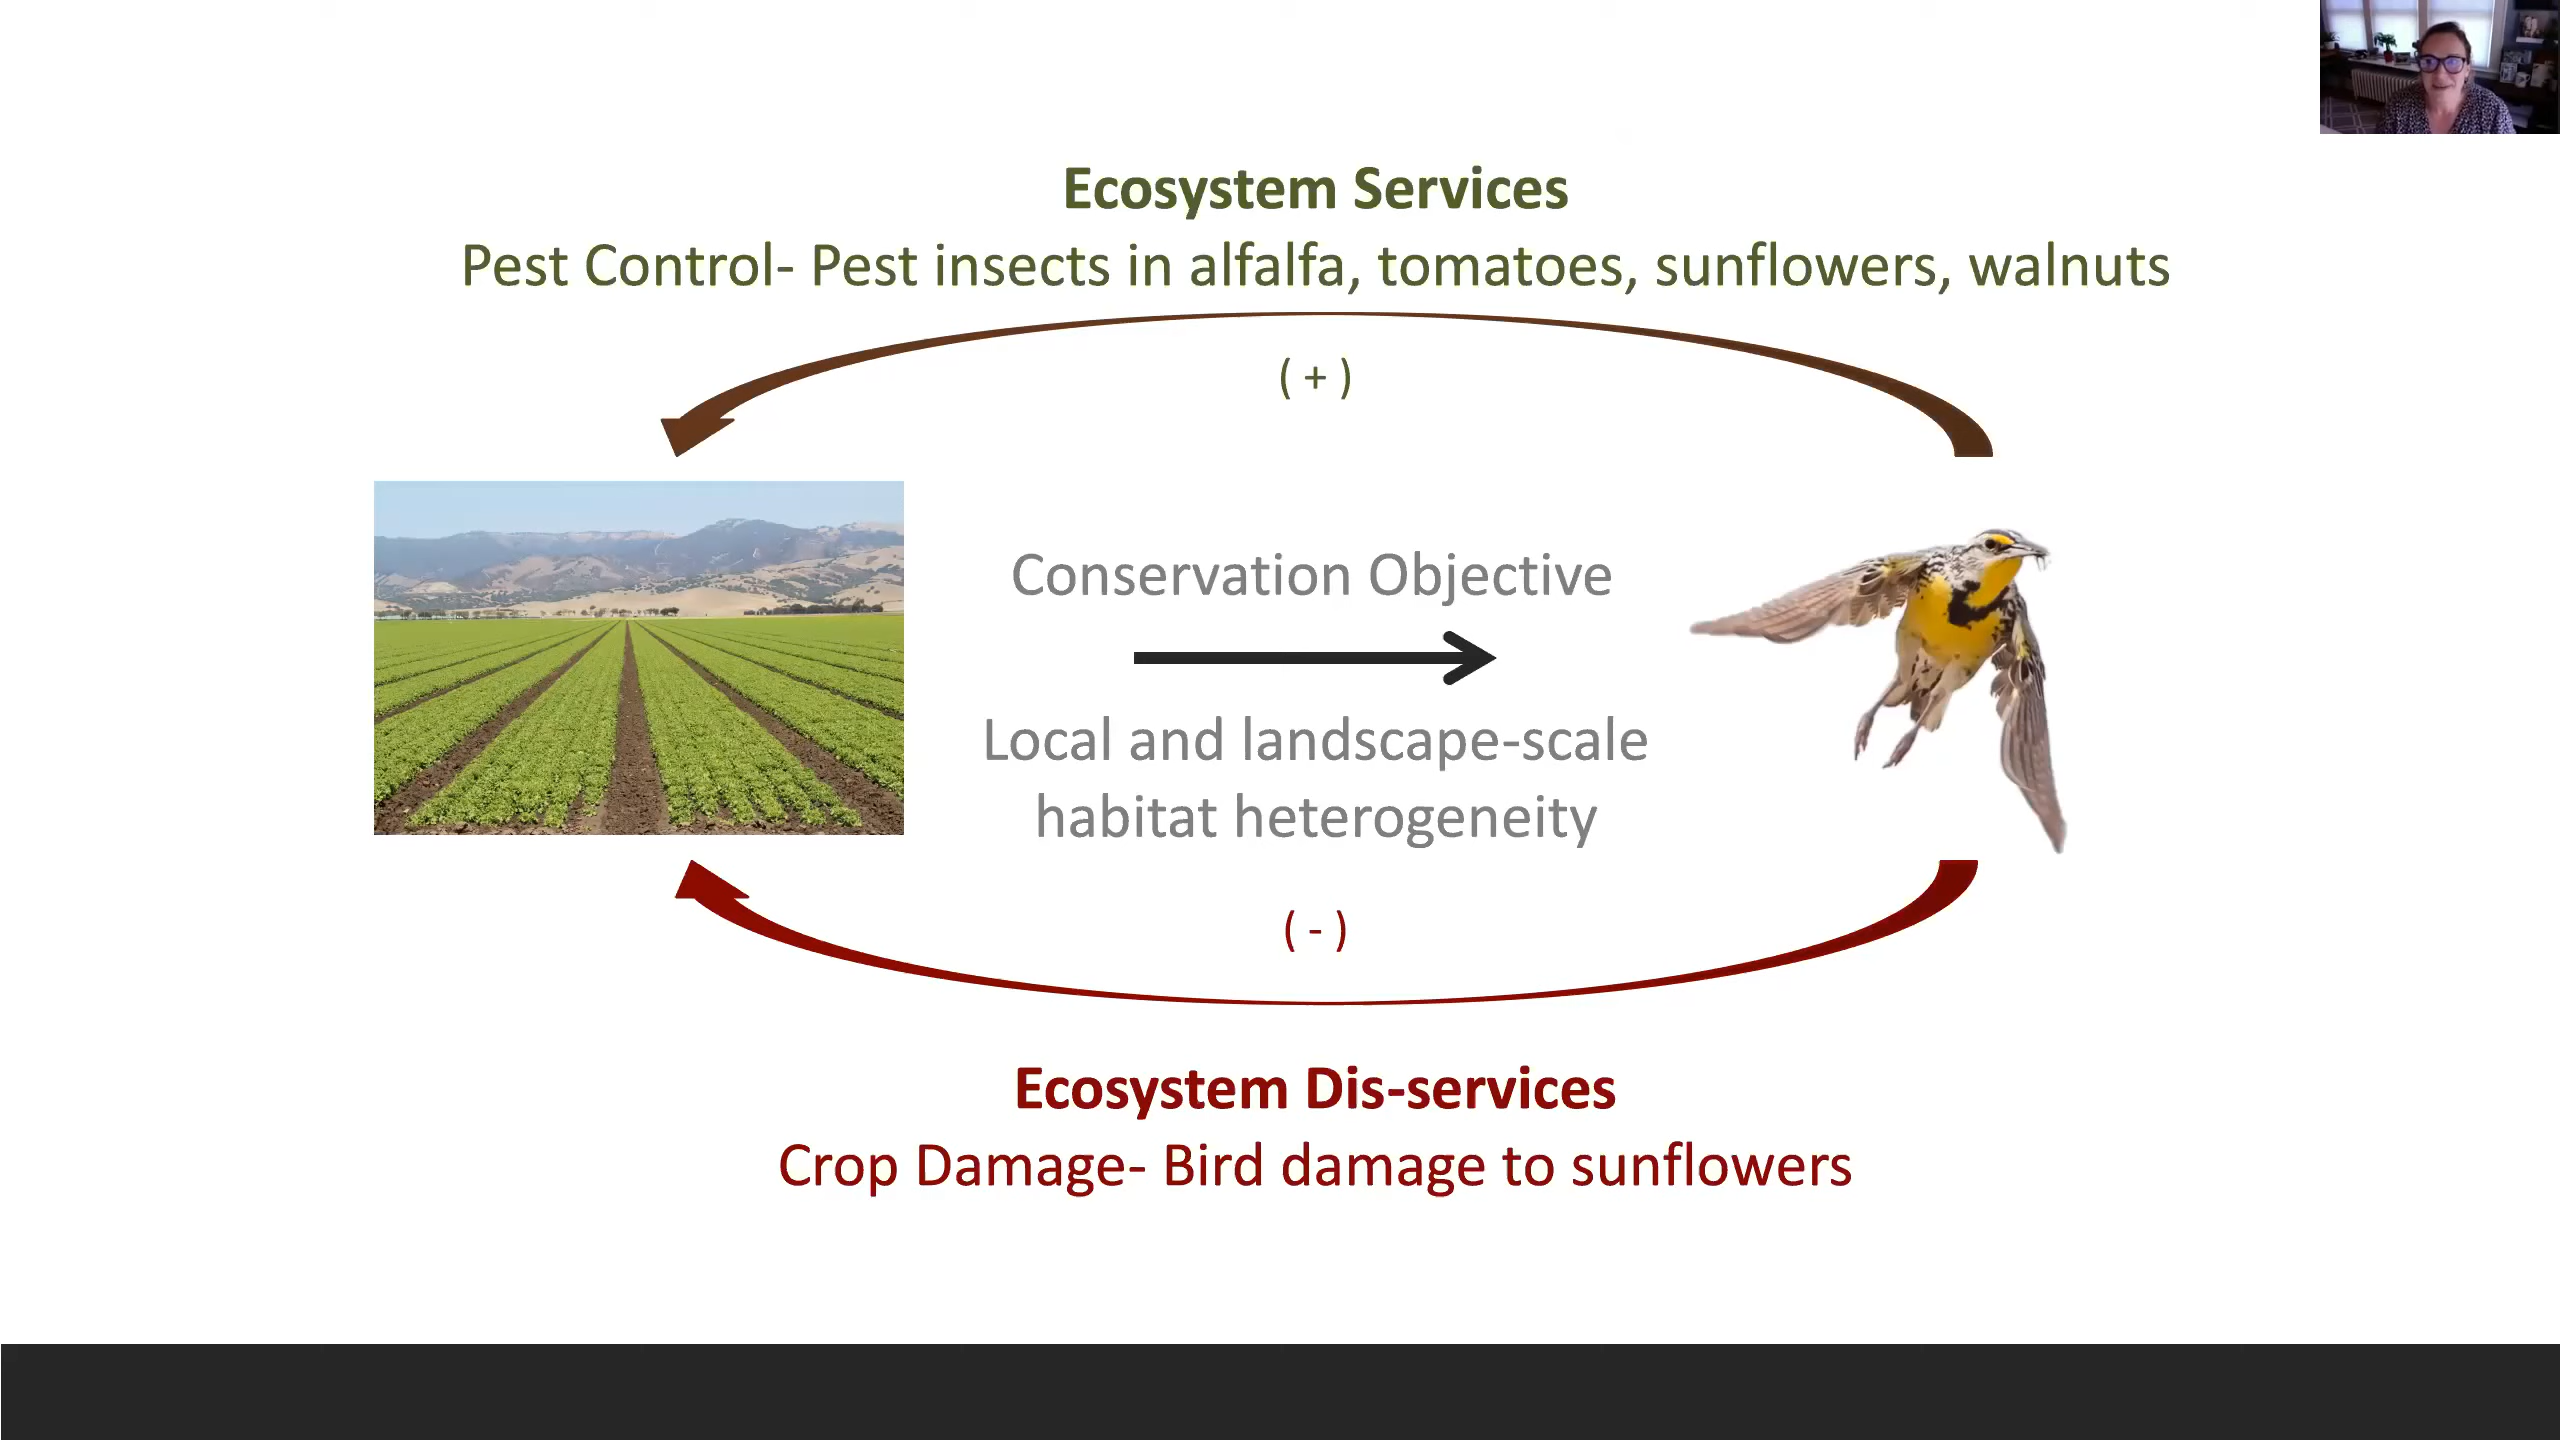 Ecosystem Services
Pest Control- Pest insects in alfalfa, tomatoes, sunflowers, walnuts
( + )
Conservation Objective
Local and landscape-scale
habitat heterogeneity
( - )
Ecosystem Dis-services
Crop Damage- Bird damage to sunflowers